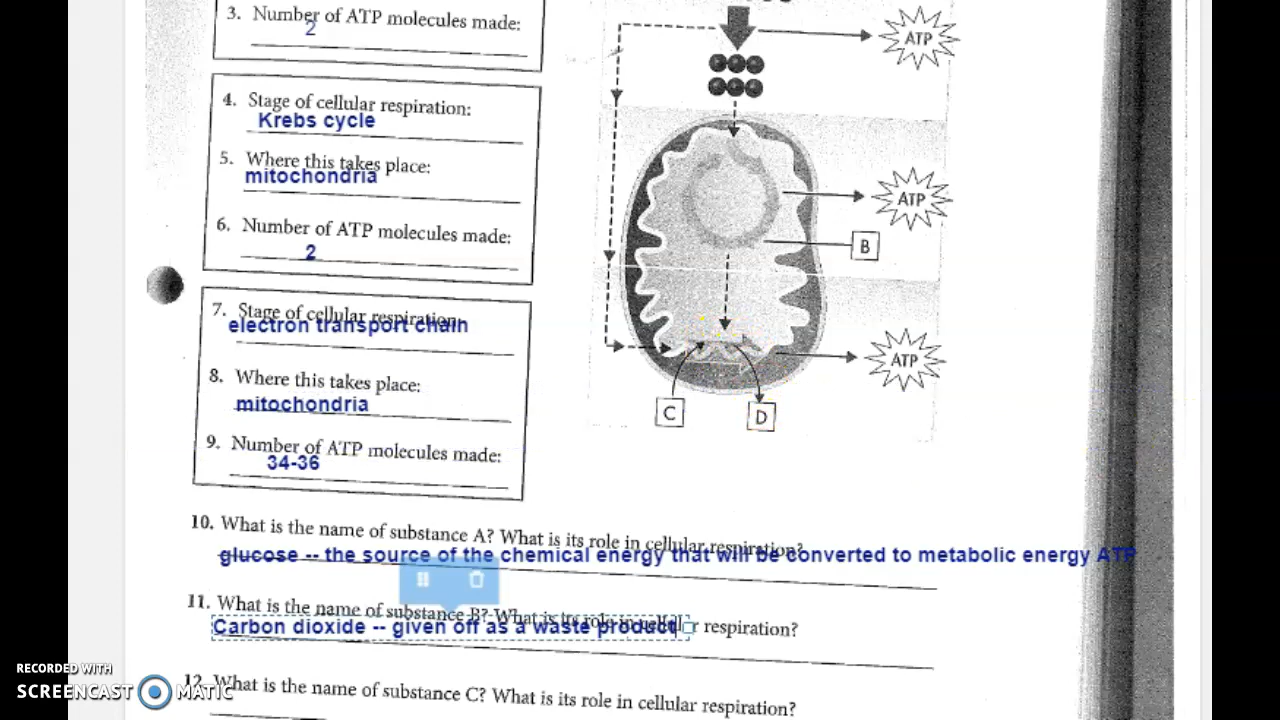 3. Number of ATP molecules made:
2
ATP
4. Stage of cellular respiration:
Krebs cycle
5. Where this takes place:
mitochondria
ATP
6. Number of ATP molecules made:
2
B
7. Stage of cellular respiration:
electron transport chain
ATP
8. Where this takes place:
mitochondria
C
D
9. Number of ATP molecules made:
34-36
10. What is the name of substance A? What is its role in cellular respiration?
glucose -- the source of the chemical energy that will be converted to metabolic energy ATP
11. What is the name of substance B? What is its role in cellular respiration?
Carbon dioxide -- given off as a waste product
12. What is the name of substance C? What is its role in cellular respiration?
RECORDED WITH
SCREENCAST MATIC